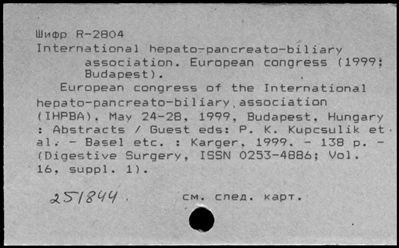 Шифр R-2804
International hepato-pancreato-biliary
association. European congress (1999;
Budapest).
European congress of the International
hepato-pancreato-biliary association
(IHPBA), May 24-28, 1999, Budapest, Hungary
: Abstracts / Guest eds: P. K. Kupcsulik et
al. - Basel etc. : Karger, 1999. - 138 p. -
(Digestive Surgery, ISSN 0253-4886; Vol.
16, suppl. 1).
251844. см. след. карт.